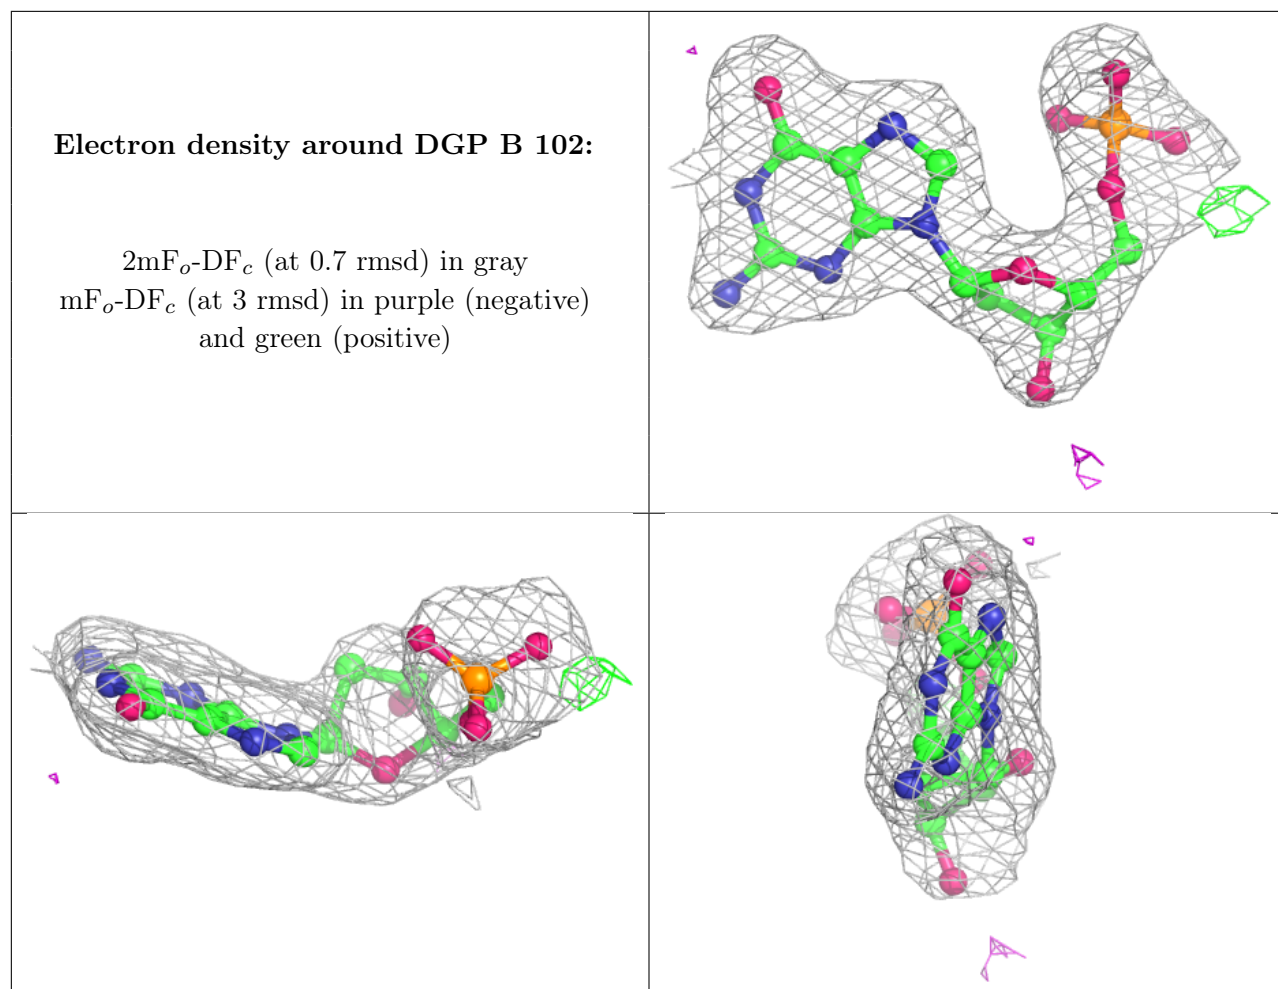 Electron density around DGP B 102:
2mFo-DFc (at 0.7 rmsd) in gray
mFo-DFc (at 3 rmsd) in purple (negative)
and green (positive)